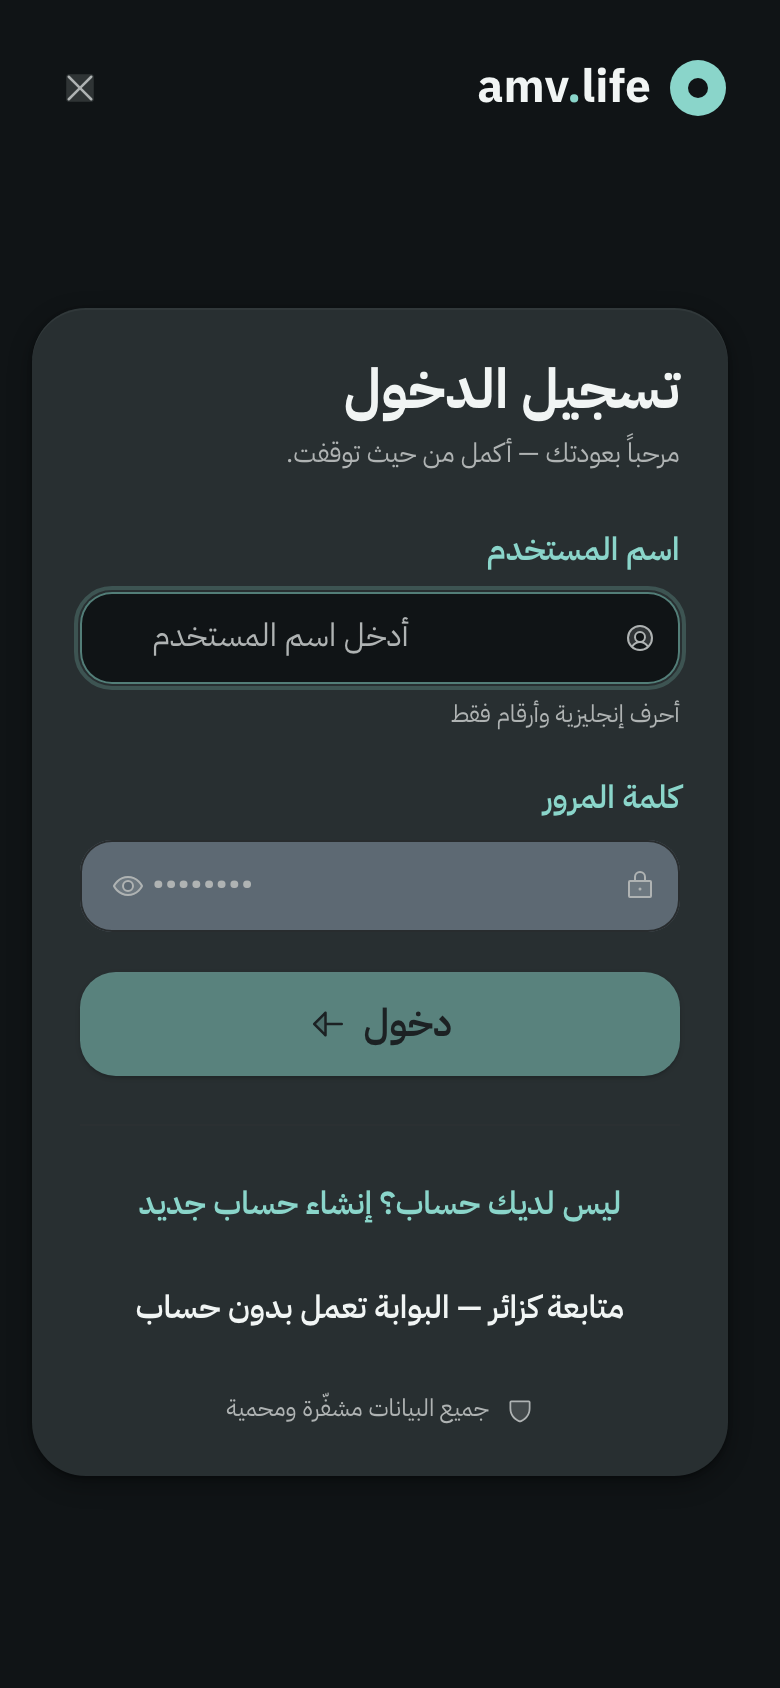 amv.life
تسجيل الدخول
مرحباً بعودتك — أكمل من حيث توقفت.
اسم المستخدم
أدخل اسم المستخدم
أحرف إنجليزية وأرقام فقط
كلمة المرور
••••••••
دخول
ليس لديك حساب؟ إنشاء حساب جديد
متابعة كزائر — البوابة تعمل بدون حساب
جميع البيانات مشفّرة ومحمية